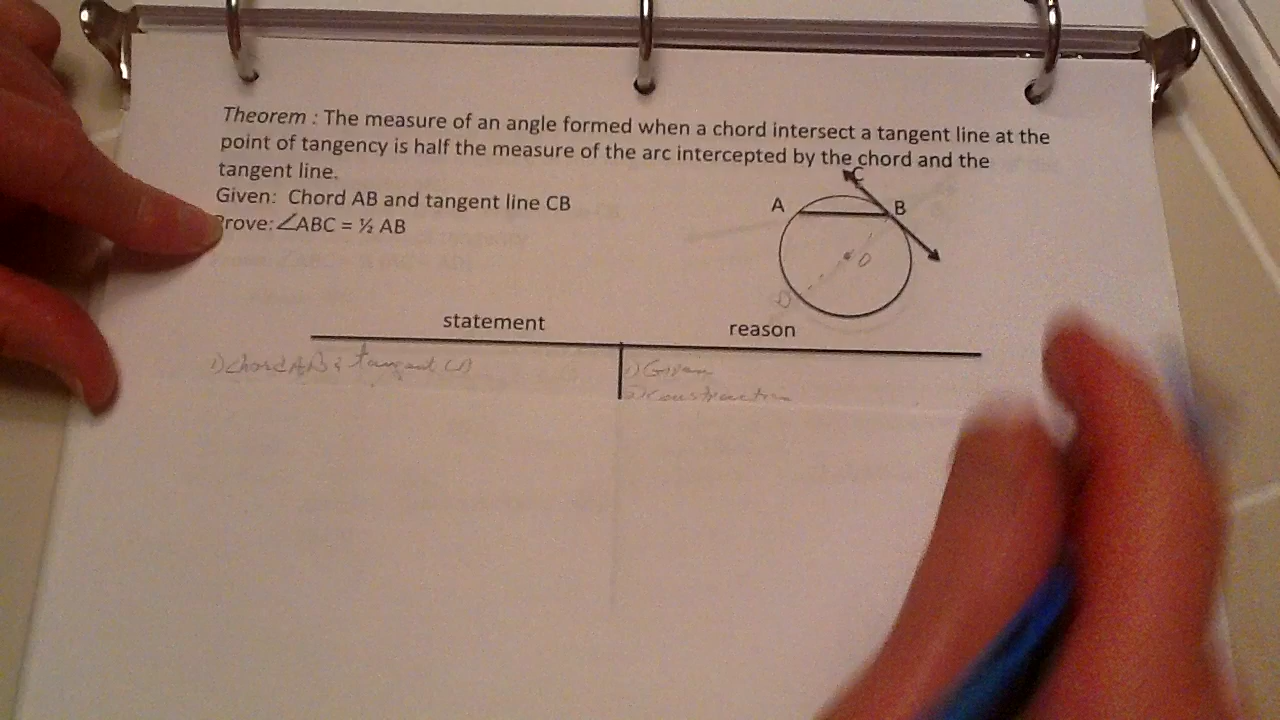 Theorem : The measure of an angle formed when a chord intersect a tangent line at the
point of tangency is half the measure of the arc intercepted by the chord and the
tangent line.
Given: Chord AB and tangent line CB
Prove: ∠ABC = ½ AB
C
A
B
O
D
statement
reason
1) Chord AB & tangent CB
1) Given
2) Construction